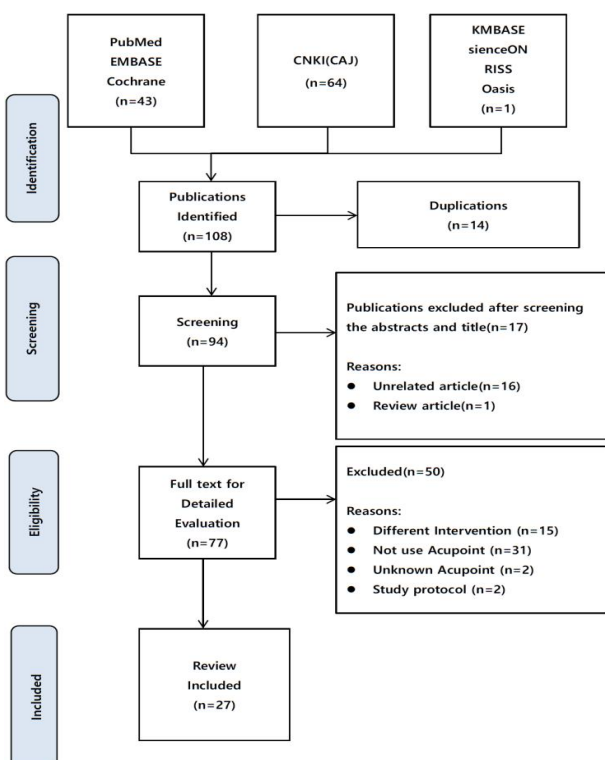 PubMed
EMBASE
Cochrane
(n=43)
CNKI(CAJ)
(n=64)
KMBASE
sienceON
RISS
Oasis
(n=1)
Identification
Publications
Identified
(n=108)
Duplications
(n=14)
Screening
Screening
(n=94)
Publications excluded after screening
the abstracts and title(n=17)
Reasons:
● Unrelated article(n=16)
● Review article(n=1)
Eligibility
Full text for
Detailed
Evaluation
(n=77)
Excluded(n=50)
Reasons:
● Different Intervention (n=15)
● Not use Acupoint (n=31)
● Unknown Acupoint (n=2)
● Study protocol (n=2)
Included
Review
Included
(n=27)